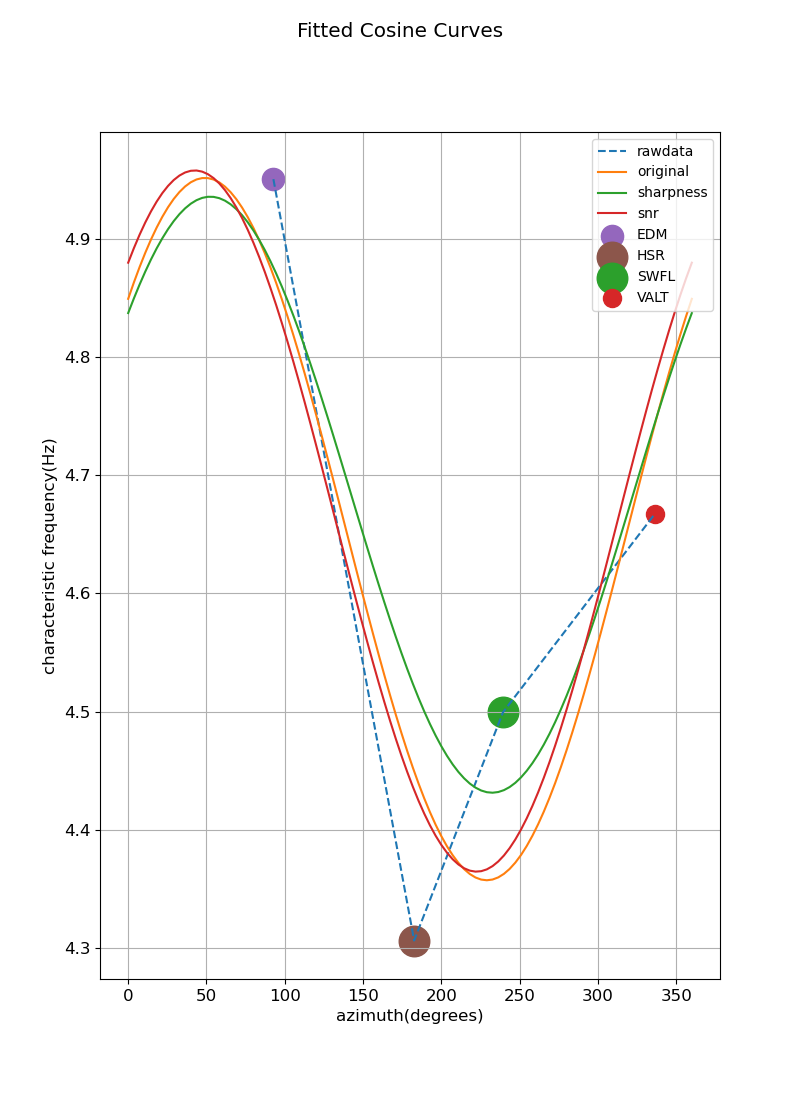 Fitted Cosine Curves
rawdata
original
sharpness
snr
EDM
HSR
SWFL
VALT
4.9
4.8
4.7
4.6
4.5
4.4
4.3
characteristic frequency(Hz)
0 50 100 150 200 250 300 350
azimuth(degrees)